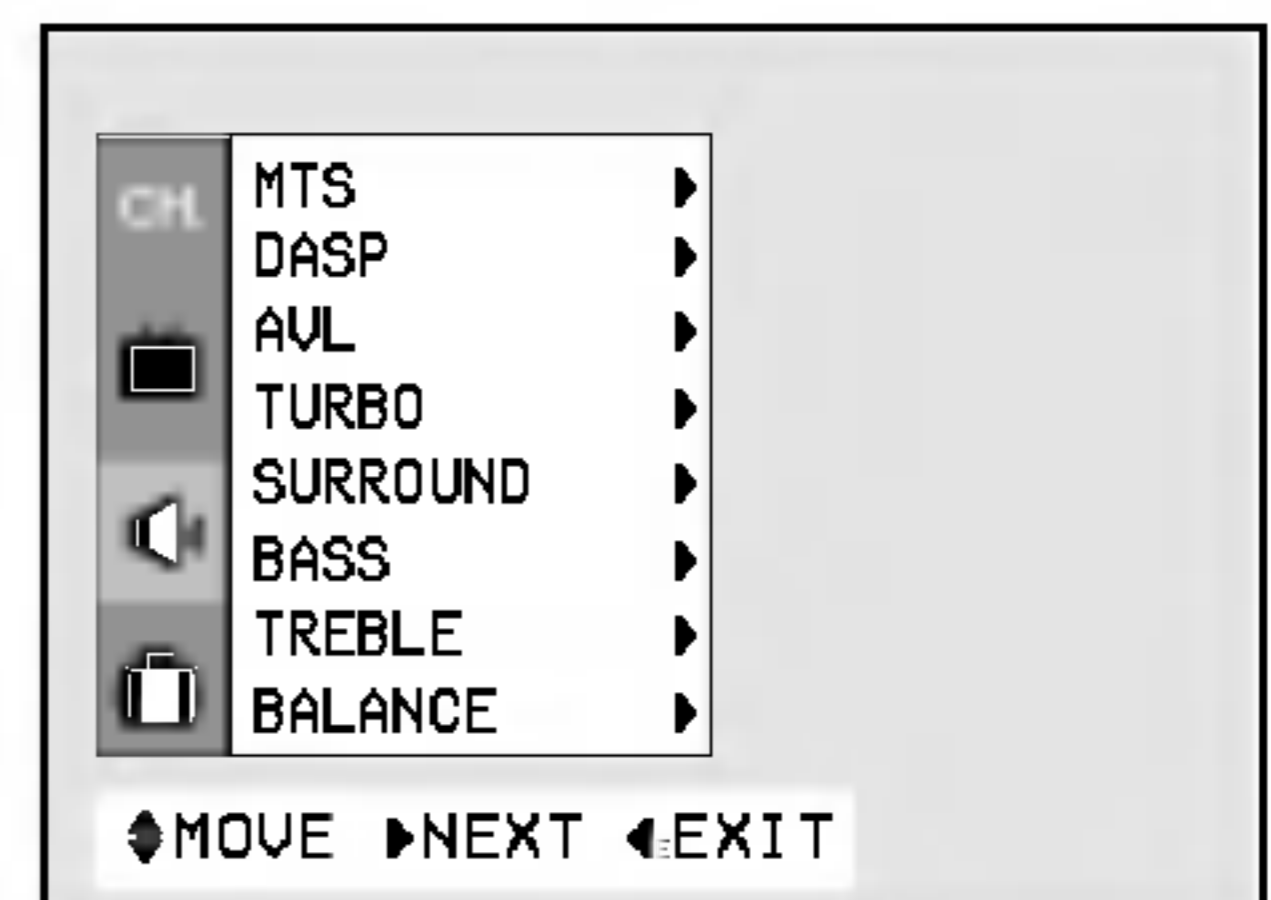 CH.
MTS
DASP
AVL
TURBO
SURROUND
BASS
TREBLE
BALANCE
MOVE NEXT EXIT